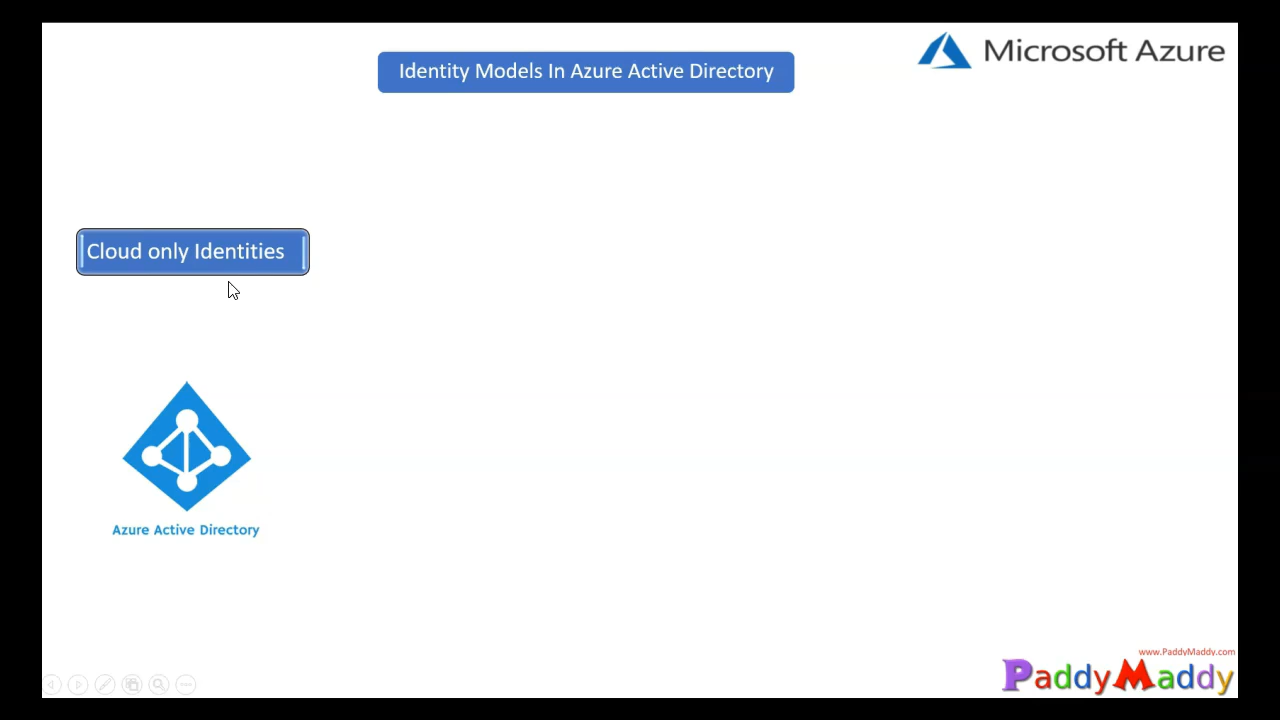 Identity Models In Azure Active Directory
Microsoft Azure
Cloud only Identities
Azure Active Directory
www.PaddyMaddy.com
PaddyMaddy